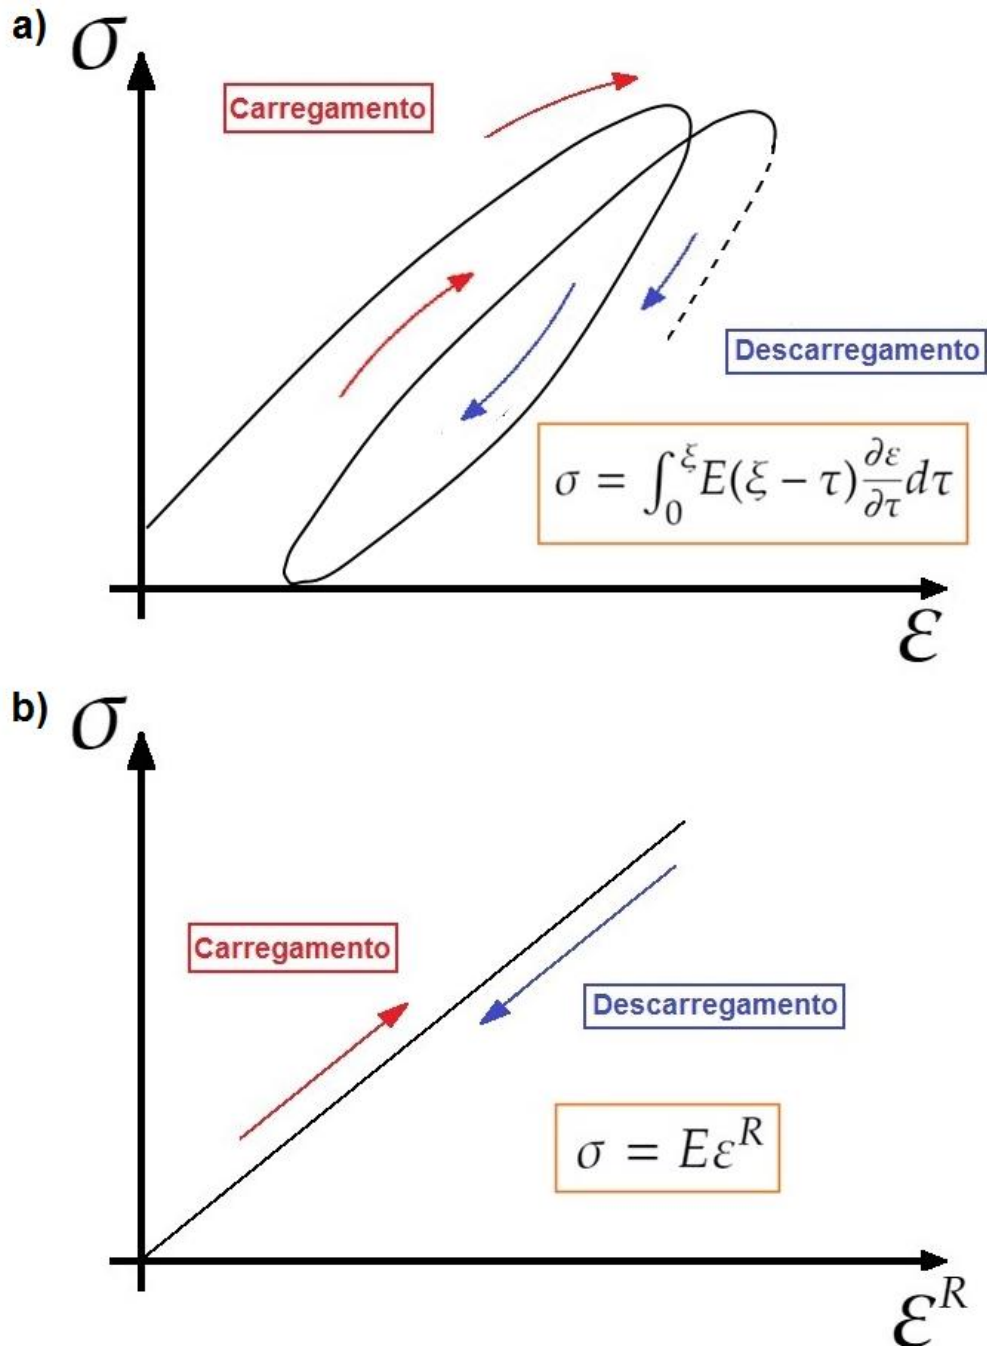 a) σ
Carregamento
Descarregamento
σ = ∫₀^ξ E(ξ − τ) ∂ε/∂τ dτ
ε
b) σ
Carregamento
Descarregamento
σ = Eε^R
ε^R